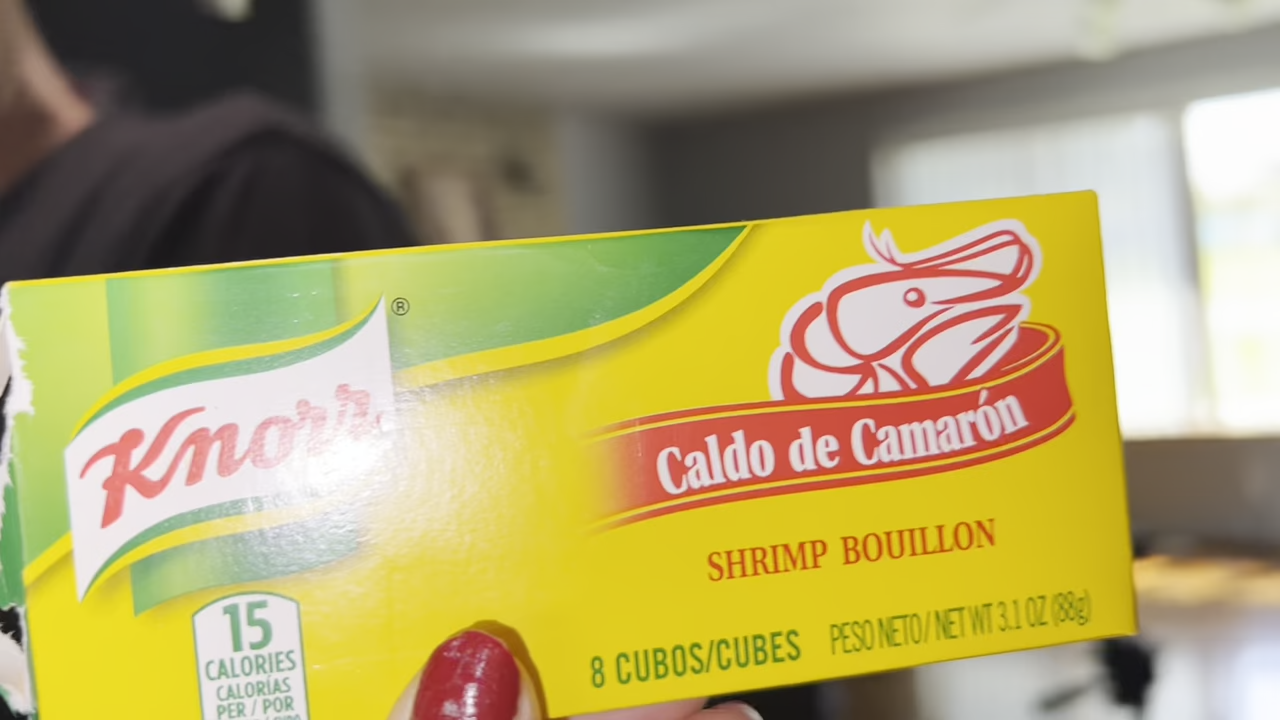 Knorr®
Caldo de Camarón
SHRIMP BOUILLON
8 CUBOS/CUBES
PESO NETO/NET WT 3.1 OZ (88g)
15
CALORIES
CALORÍAS
PER / POR